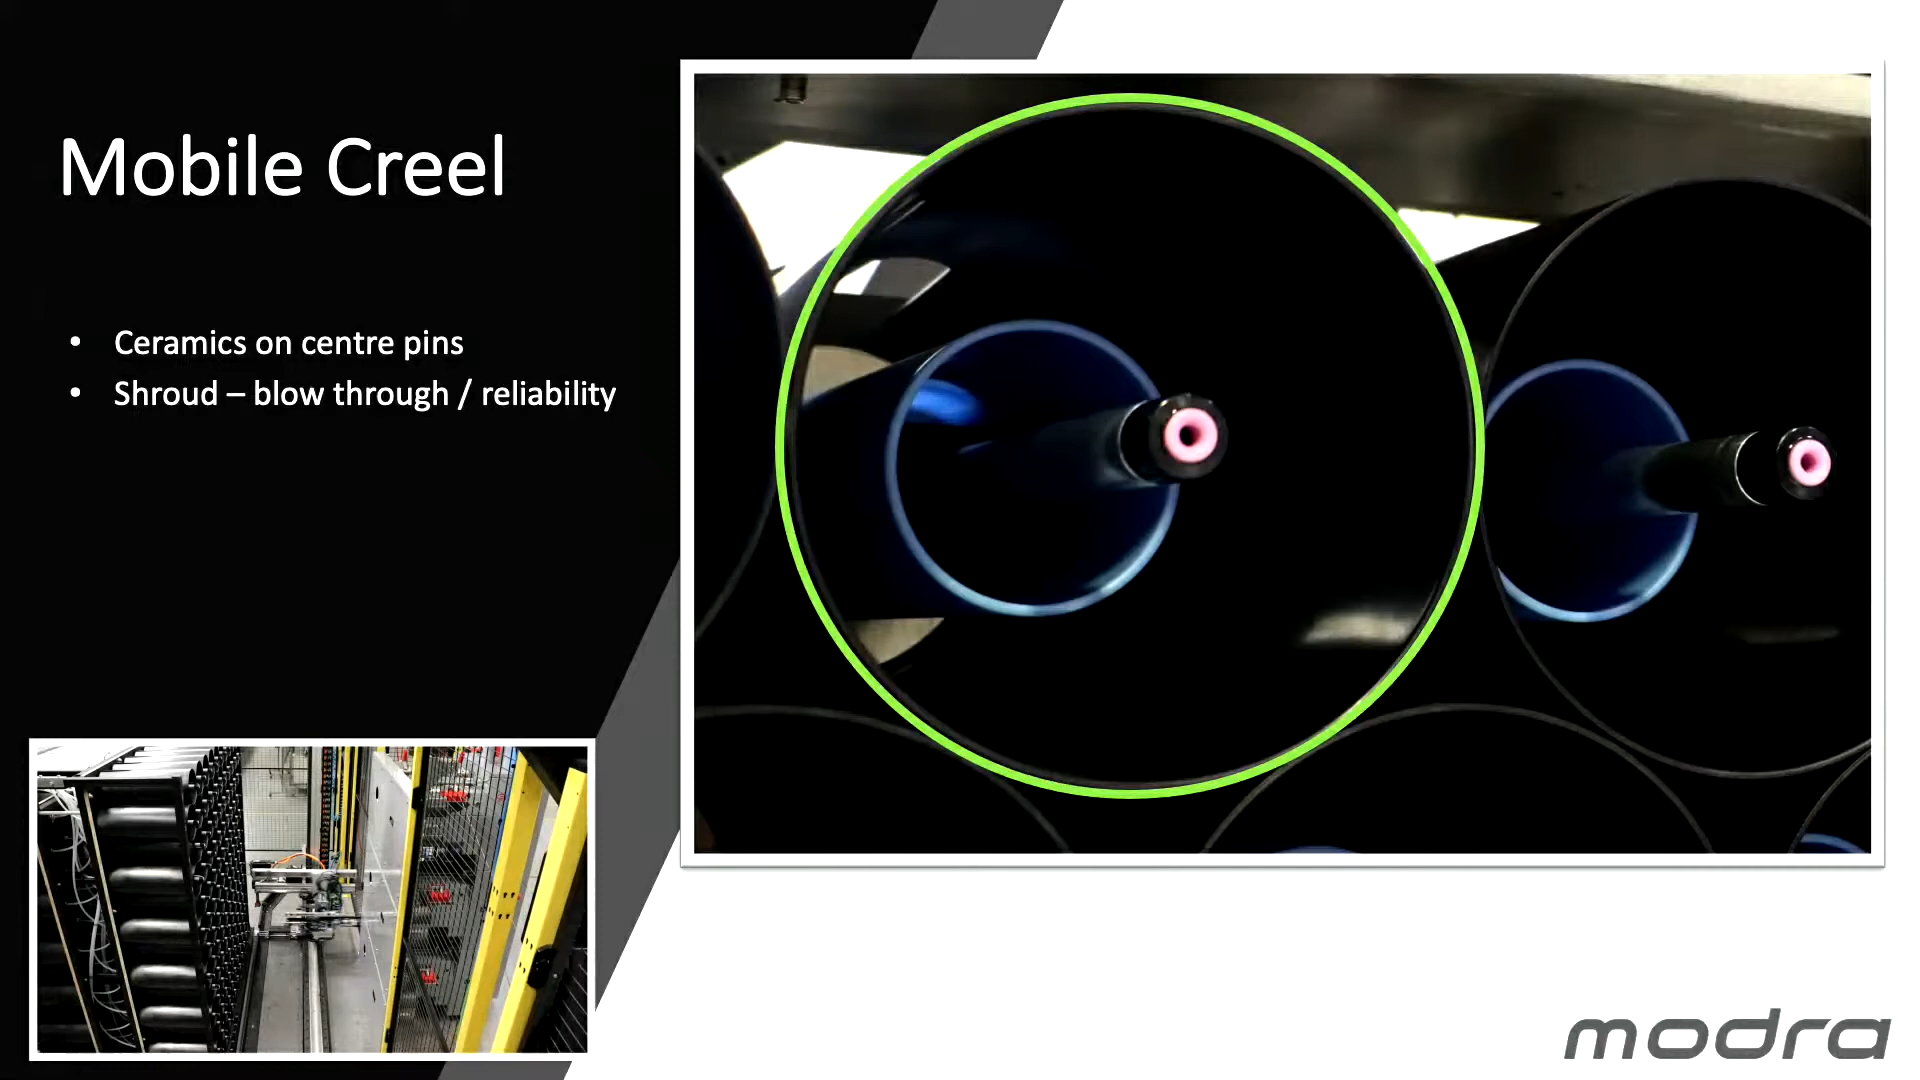 Mobile Creel
• Ceramics on centre pins
• Shroud – blow through / reliability
modra